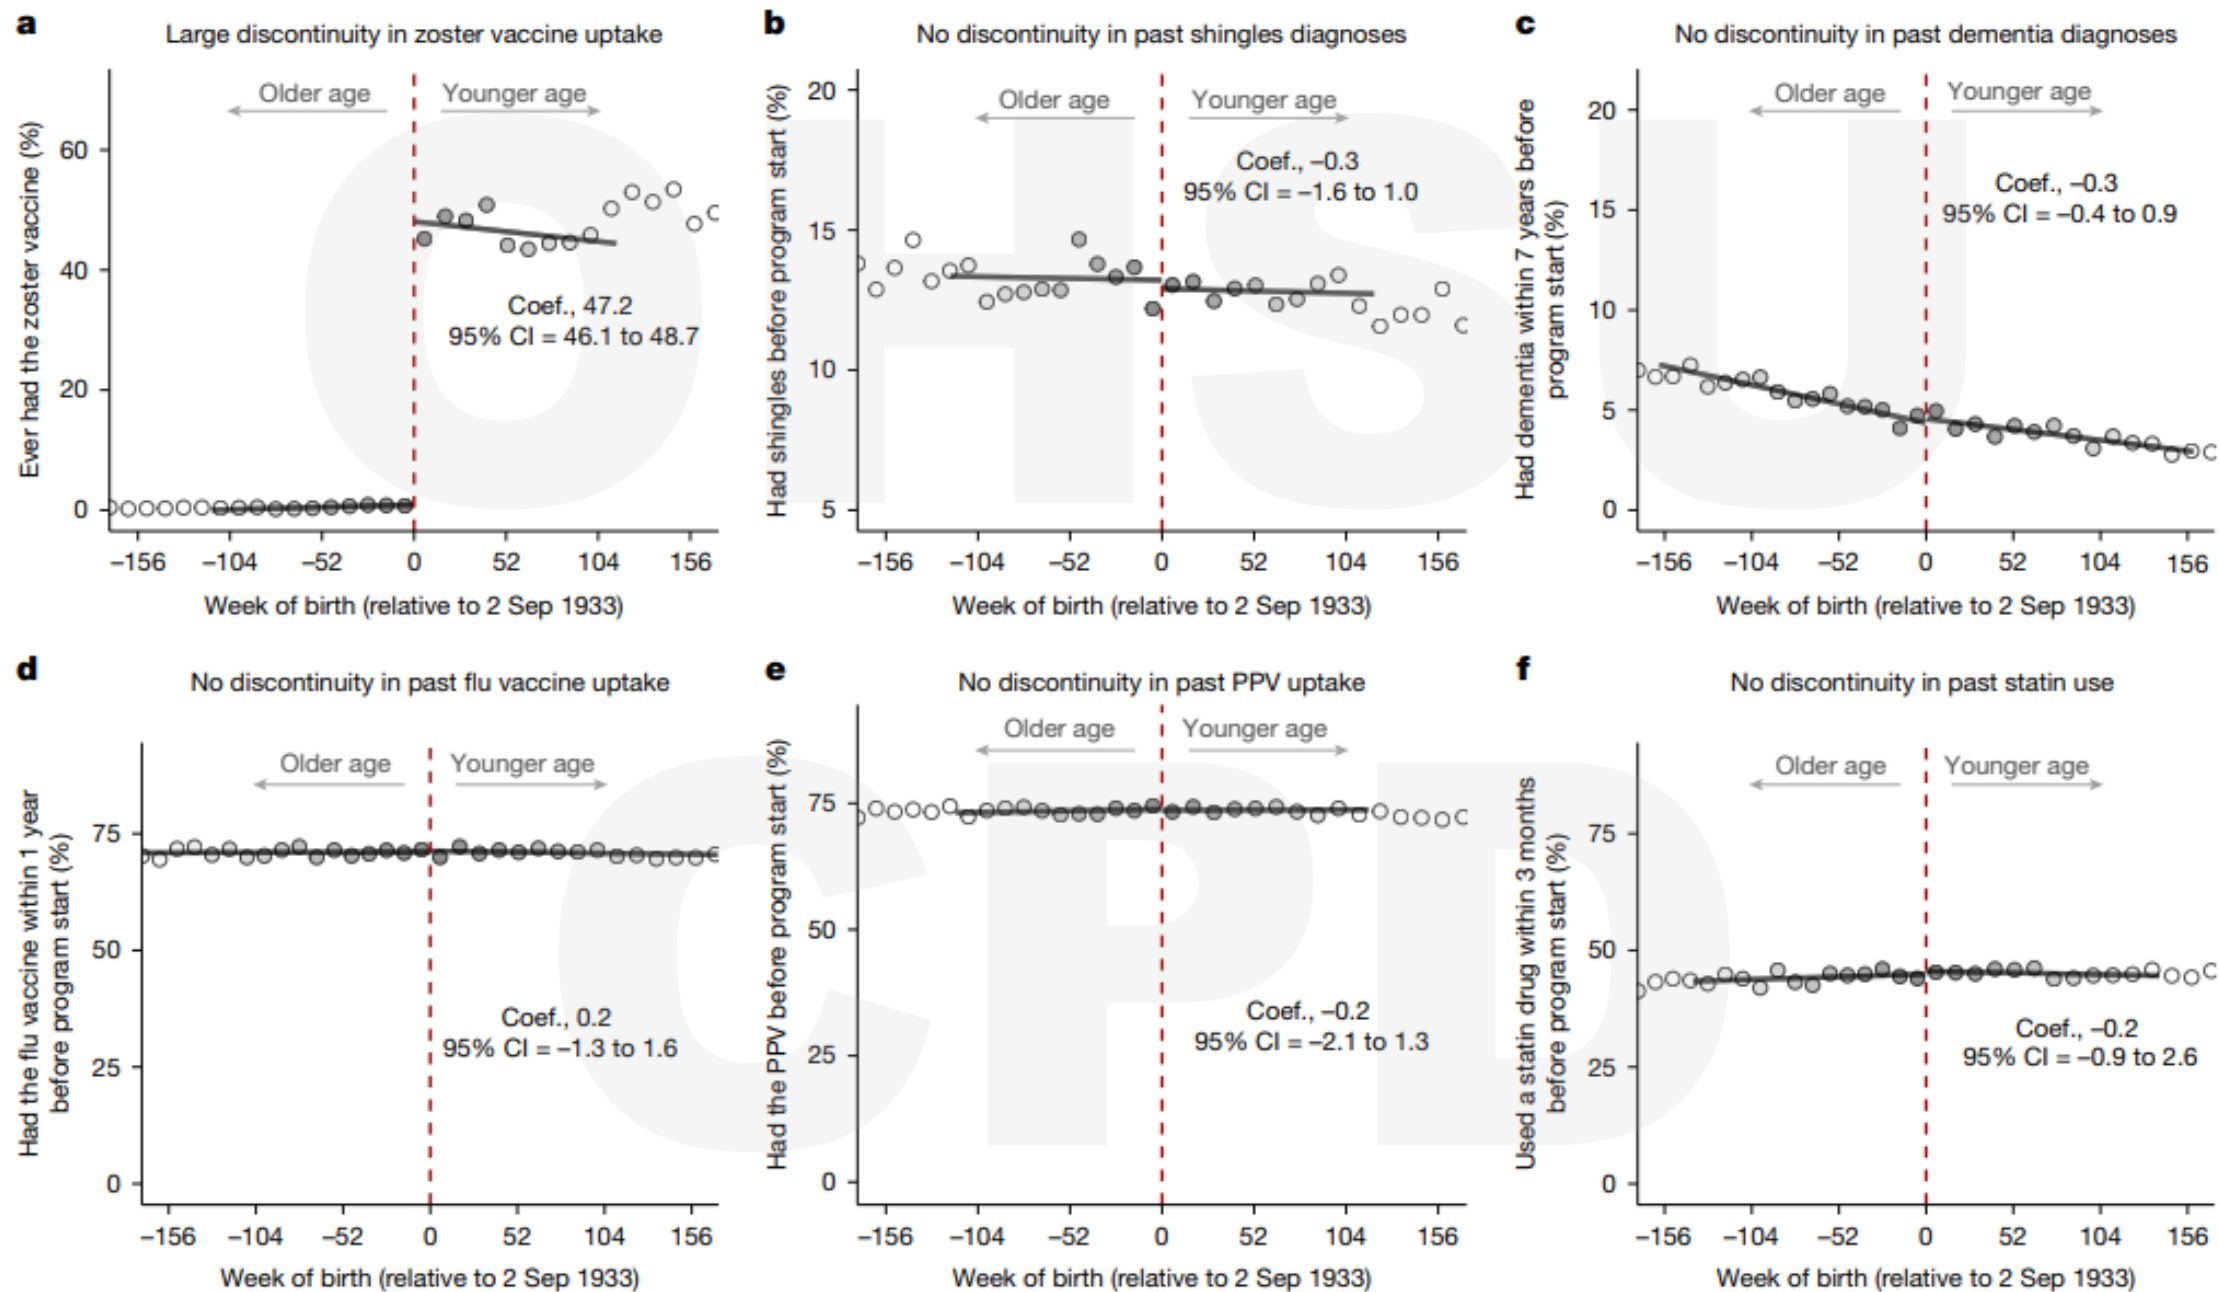 a
Large discontinuity in zoster vaccine uptake
Older age
Younger age
Ever had the zoster vaccine (%)
60
40
20
0
Coef., 47.2
95% CI = 46.1 to 48.7
−156
−104
−52
0
52
104
156
Week of birth (relative to 2 Sep 1933)
b
No discontinuity in past shingles diagnoses
Older age
Younger age
Had shingles before program start (%)
20
15
10
5
Coef., −0.3
95% CI = −1.6 to 1.0
−156
−104
−52
0
52
104
156
Week of birth (relative to 2 Sep 1933)
c
No discontinuity in past dementia diagnoses
Older age
Younger age
Had dementia within 7 years before
program start (%)
20
15
10
5
0
Coef., −0.3
95% CI = −0.4 to 0.9
−156
−104
−52
0
52
104
156
Week of birth (relative to 2 Sep 1933)
d
No discontinuity in past flu vaccine uptake
Older age
Younger age
Had the flu vaccine within 1 year
before program start (%)
75
50
25
0
Coef., 0.2
95% CI = −1.3 to 1.6
−156
−104
−52
0
52
104
156
Week of birth (relative to 2 Sep 1933)
e
No discontinuity in past PPV uptake
Older age
Younger age
Had the PPV before program start (%)
75
50
25
0
Coef., −0.2
95% CI = −2.1 to 1.3
−156
−104
−52
0
52
104
156
Week of birth (relative to 2 Sep 1933)
f
No discontinuity in past statin use
Older age
Younger age
Used a statin drug within 3 months
before program start (%)
75
50
25
0
Coef., −0.2
95% CI = −0.9 to 2.6
−156
−104
−52
0
52
104
156
Week of birth (relative to 2 Sep 1933)
OHSU
CPD